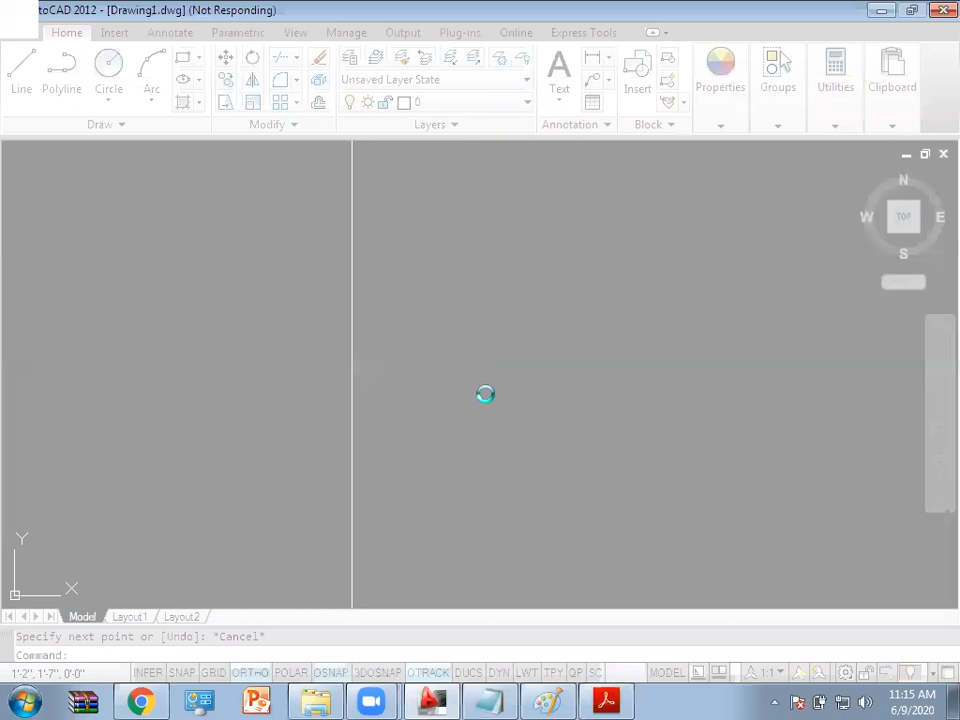 toCAD 2012 - [Drawing1.dwg] (Not Responding)
Home Insert Annotate Parametric View Manage Output Plug-ins Online Express Tools
Line Polyline Circle Arc
Unsaved Layer State
0
Text Insert Properties Groups Utilities Clipboard
Draw Modify Layers Annotation Block
N
W TOP E
S
Y
X
Model Layout1 Layout2
Specify next point or [Undo]: *Cancel*
Command:
1'-2", 1'-7", 0'-0" INFER SNAP GRID ORTHO POLAR OSNAP 3DOSNAP OTRACK DUCS DYN LWT TPY QP SC MODEL 1:1
11:15 AM
6/9/2020